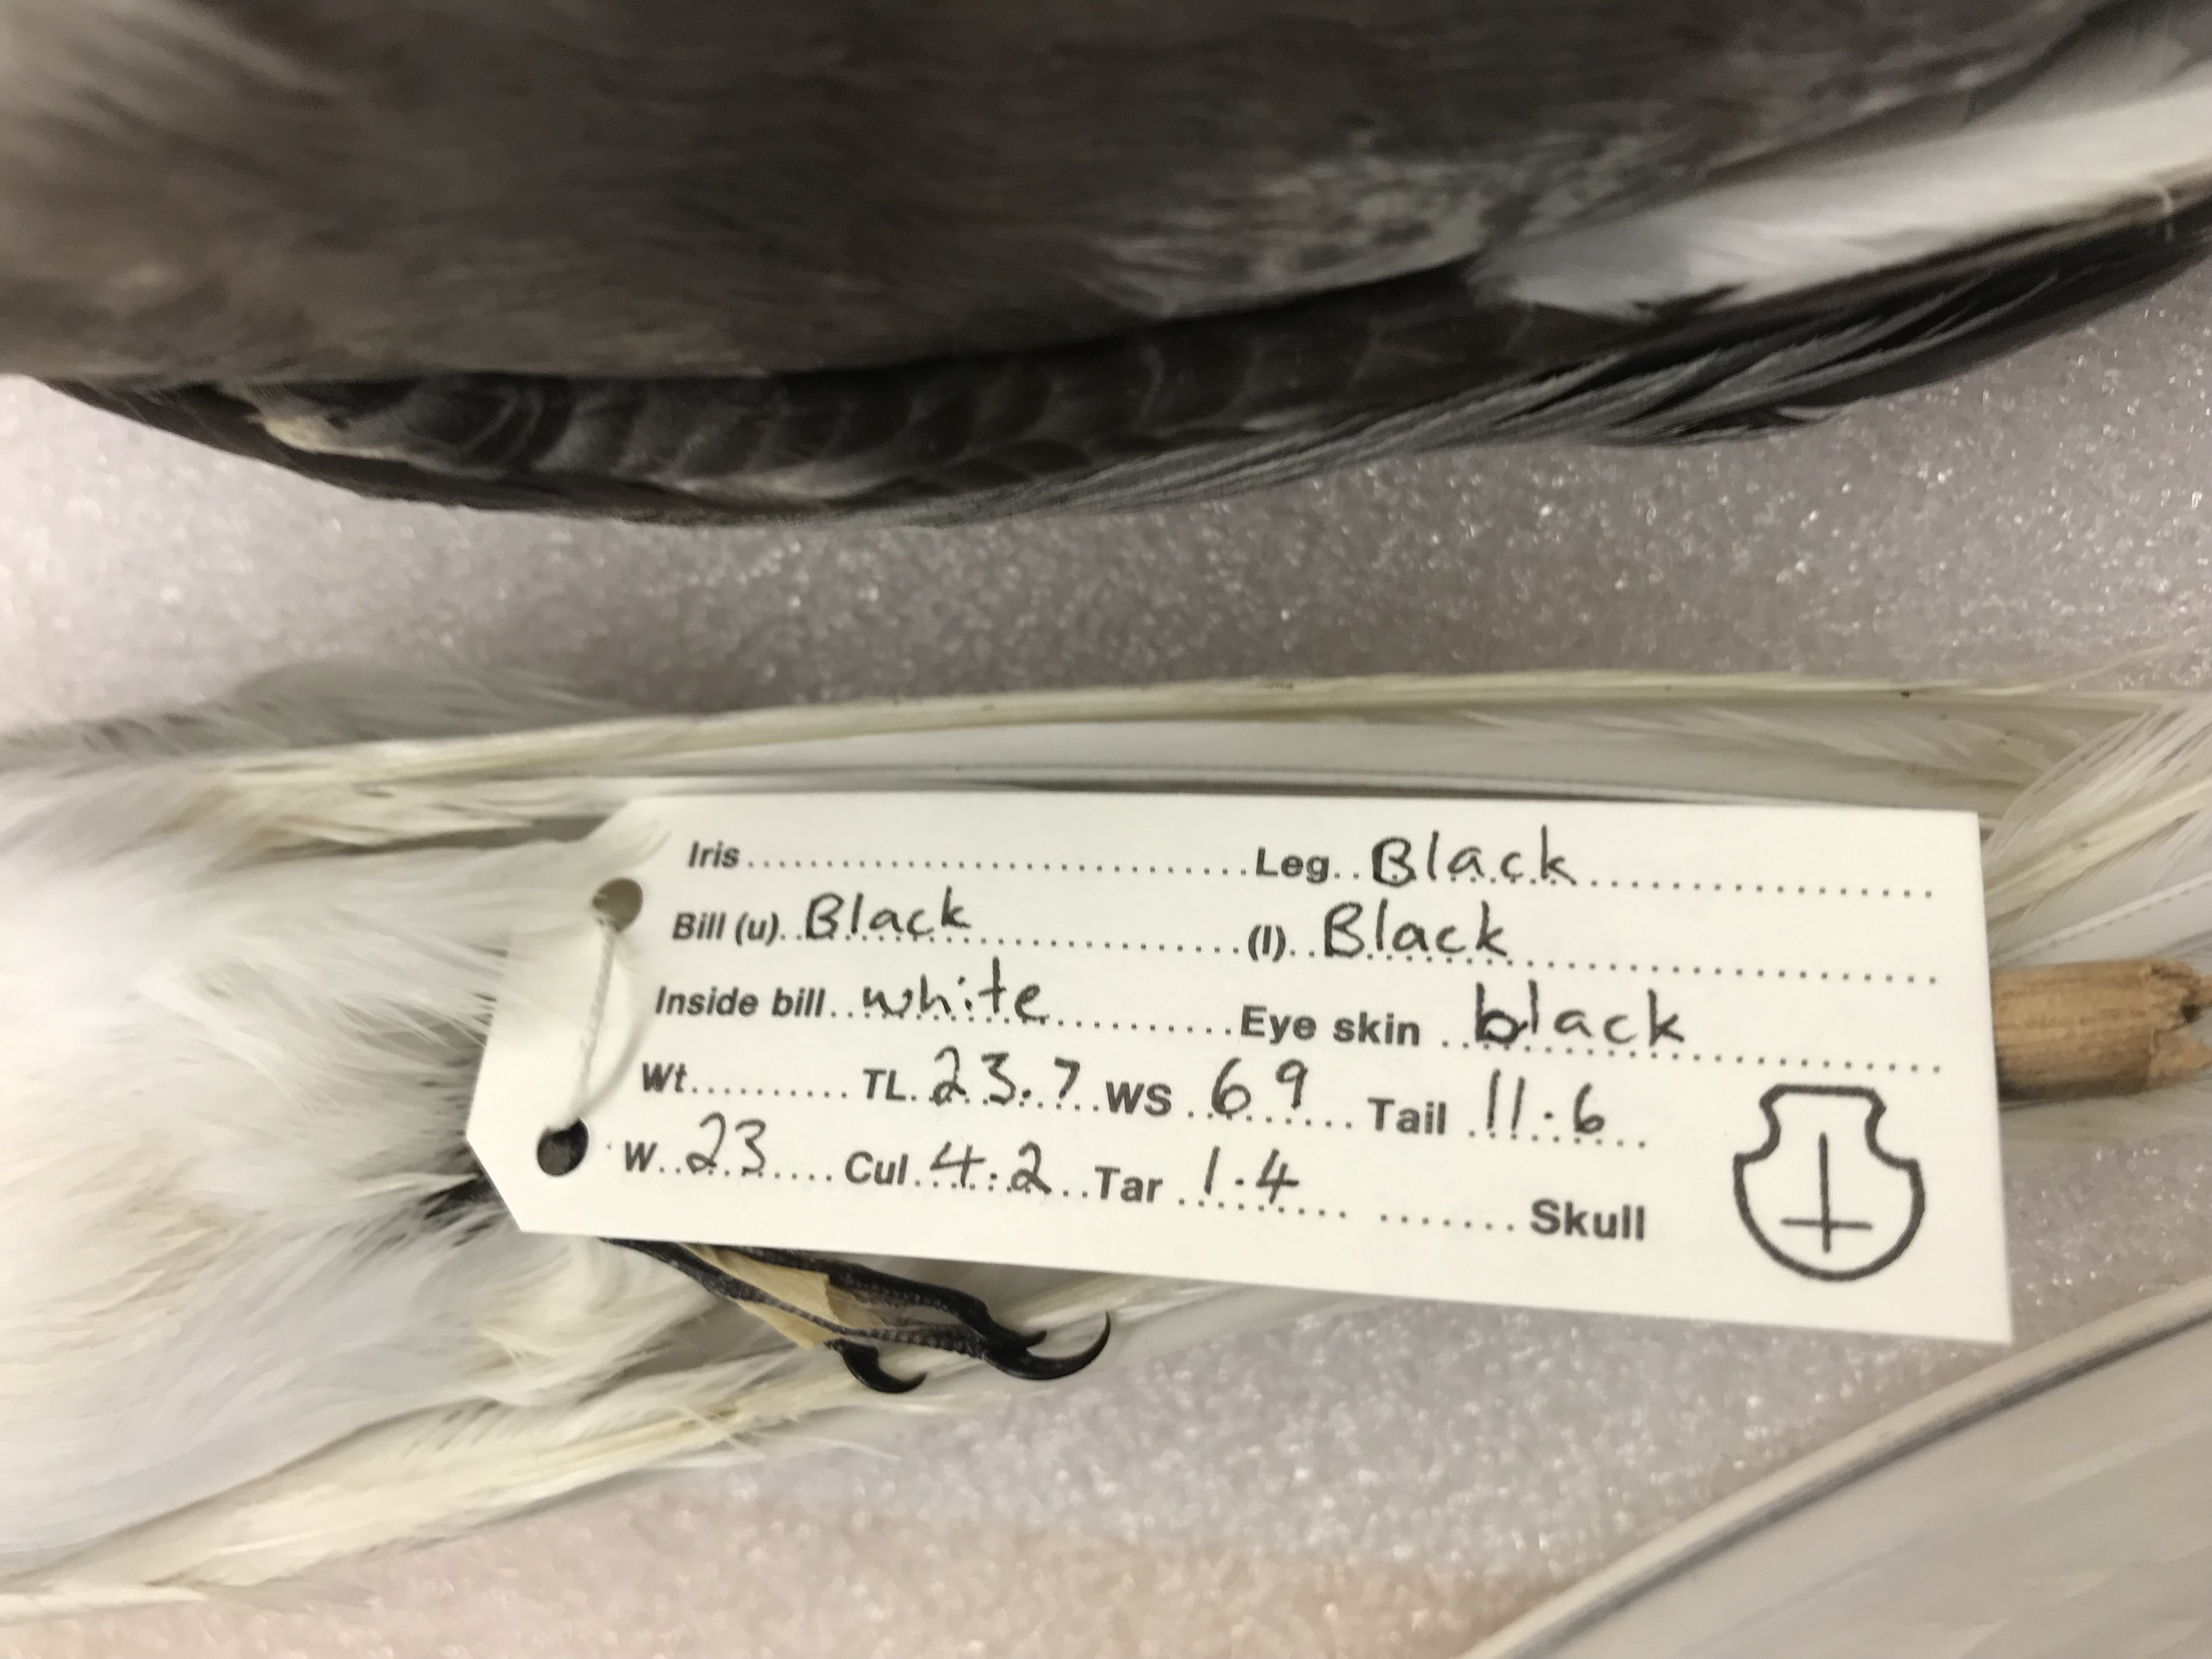 Iris.......................................Leg..Black...................
Bill (u)..Black........................(l)..Black........................
Inside bill..white................Eye skin..black................
Wt............TL.23.7.WS.69....Tail.11.6...
W..23.....Cul.4.2..Tar.1.4.... ........Skull